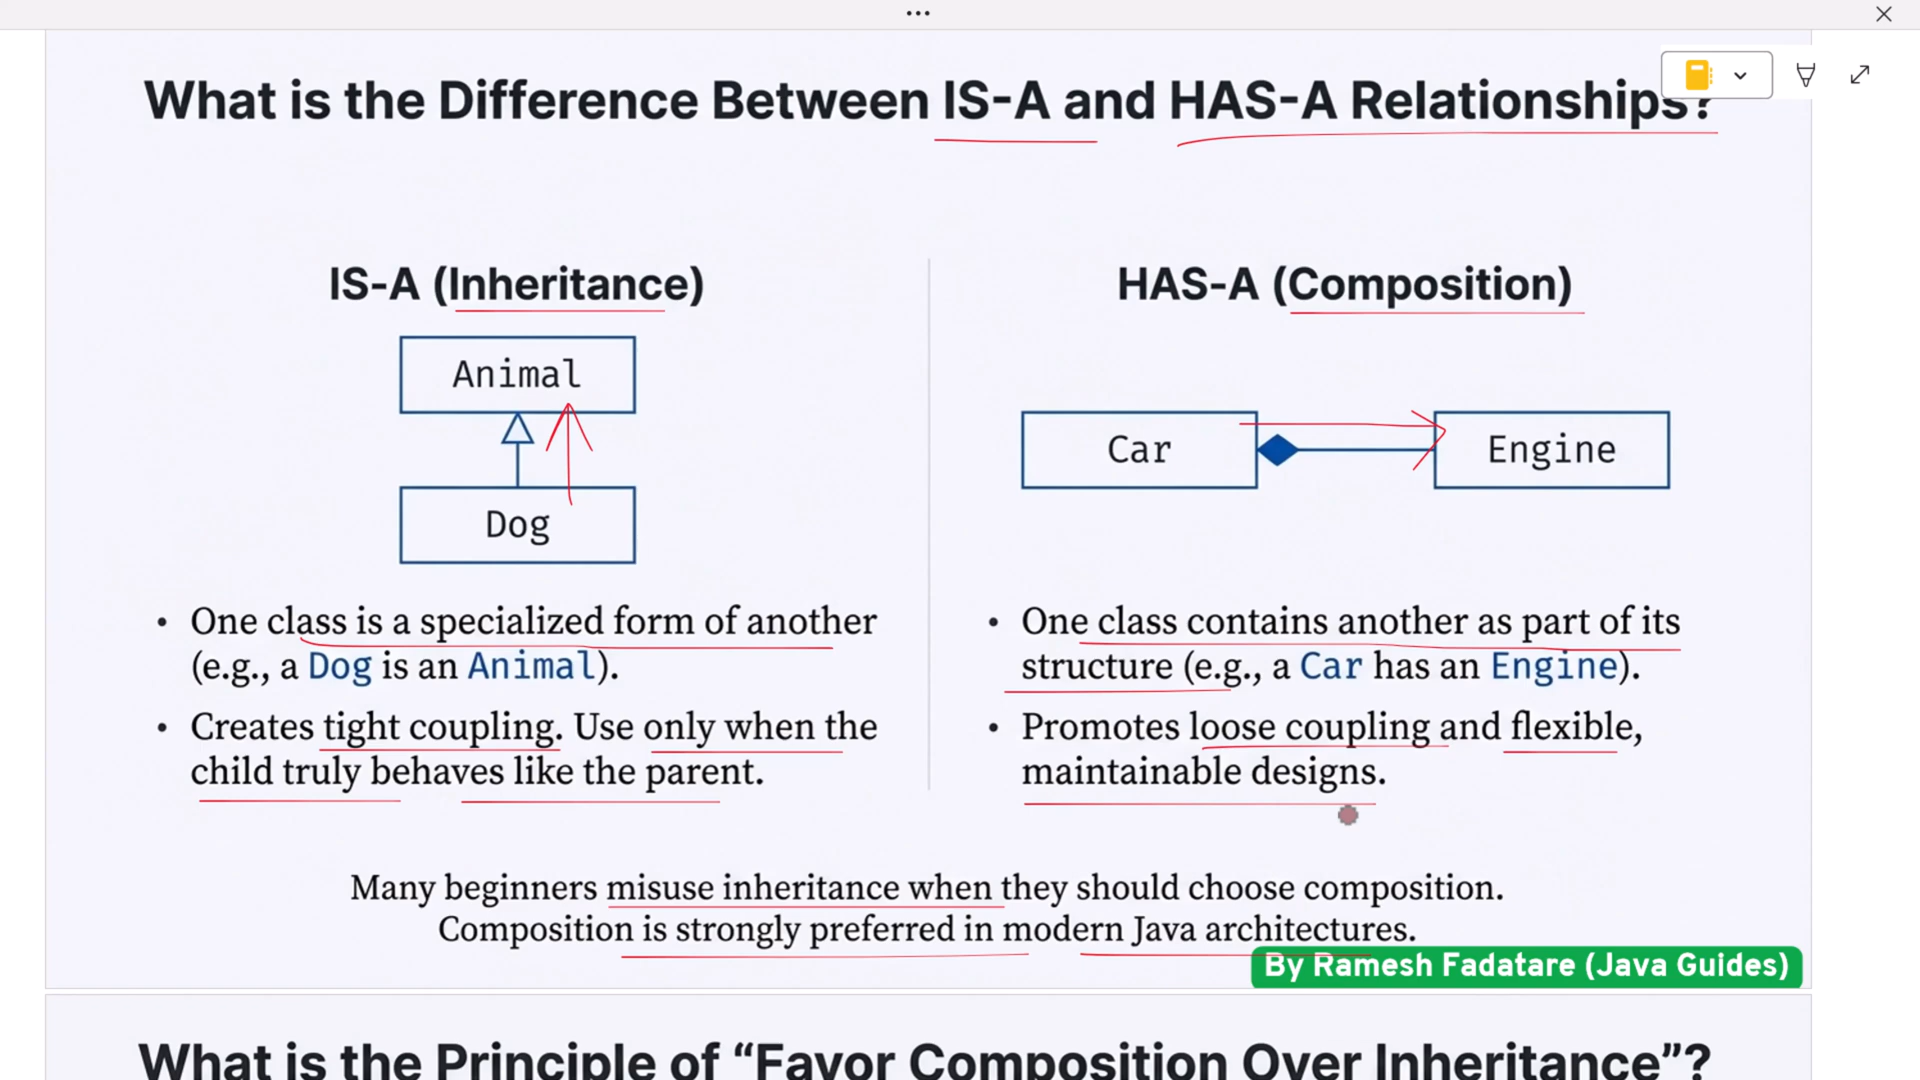 What is the Difference Between IS-A and HAS-A Relationships?
IS-A (Inheritance)
Animal
Dog
• One class is a specialized form of another
(e.g., a Dog is an Animal).
• Creates tight coupling. Use only when the
child truly behaves like the parent.
HAS-A (Composition)
Car
Engine
• One class contains another as part of its
structure (e.g., a Car has an Engine).
• Promotes loose coupling and flexible,
maintainable designs.
Many beginners misuse inheritance when they should choose composition.
Composition is strongly preferred in modern Java architectures.
By Ramesh Fadatare (Java Guides)
What is the Principle of “Favor Composition Over Inheritance”?